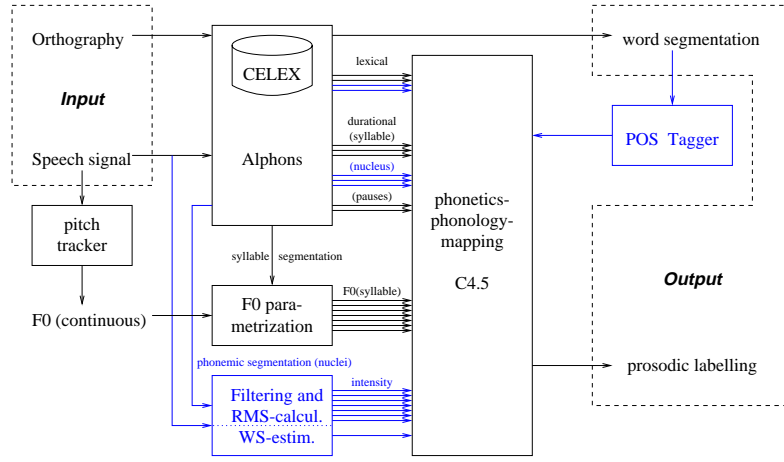 Orthography
Input
Speech signal
pitch
tracker
F0 (continuous)
CELEX
Alphons
syllable segmentation
F0 para-
metrization
phonemic segmentation (nuclei)
Filtering and
RMS-calcul.
WS-estim.
lexical
durational
(syllable)
(nucleus)
(pauses)
F0(syllable)
intensity
phonetics-
phonology-
mapping
C4.5
word segmentation
POS Tagger
Output
prosodic labelling